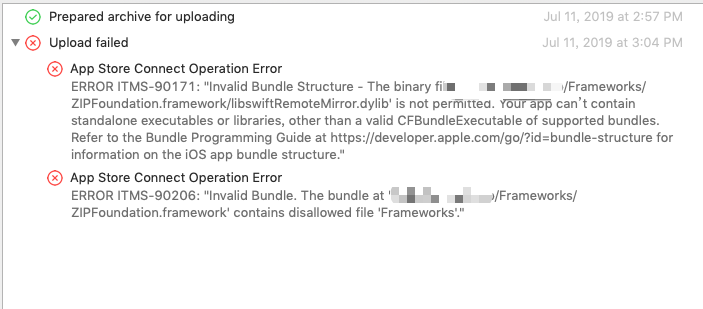 Prepared archive for uploading Jul 11, 2019 at 2:57 PM
Upload failed Jul 11, 2019 at 3:04 PM
App Store Connect Operation Error
ERROR ITMS-90171: "Invalid Bundle Structure - The binary /Frameworks/
ZIPFoundation.framework/libswiftRemoteMirror.dylib' is not permitted. Your app can't contain
standalone executables or libraries, other than a valid CFBundleExecutable of supported bundles.
Refer to the Bundle Programming Guide at https://developer.apple.com/go/?id=bundle-structure for
information on the iOS app bundle structure."
App Store Connect Operation Error
ERROR ITMS-90206: "Invalid Bundle. The bundle at '/Frameworks/
ZIPFoundation.framework' contains disallowed file 'Frameworks'."